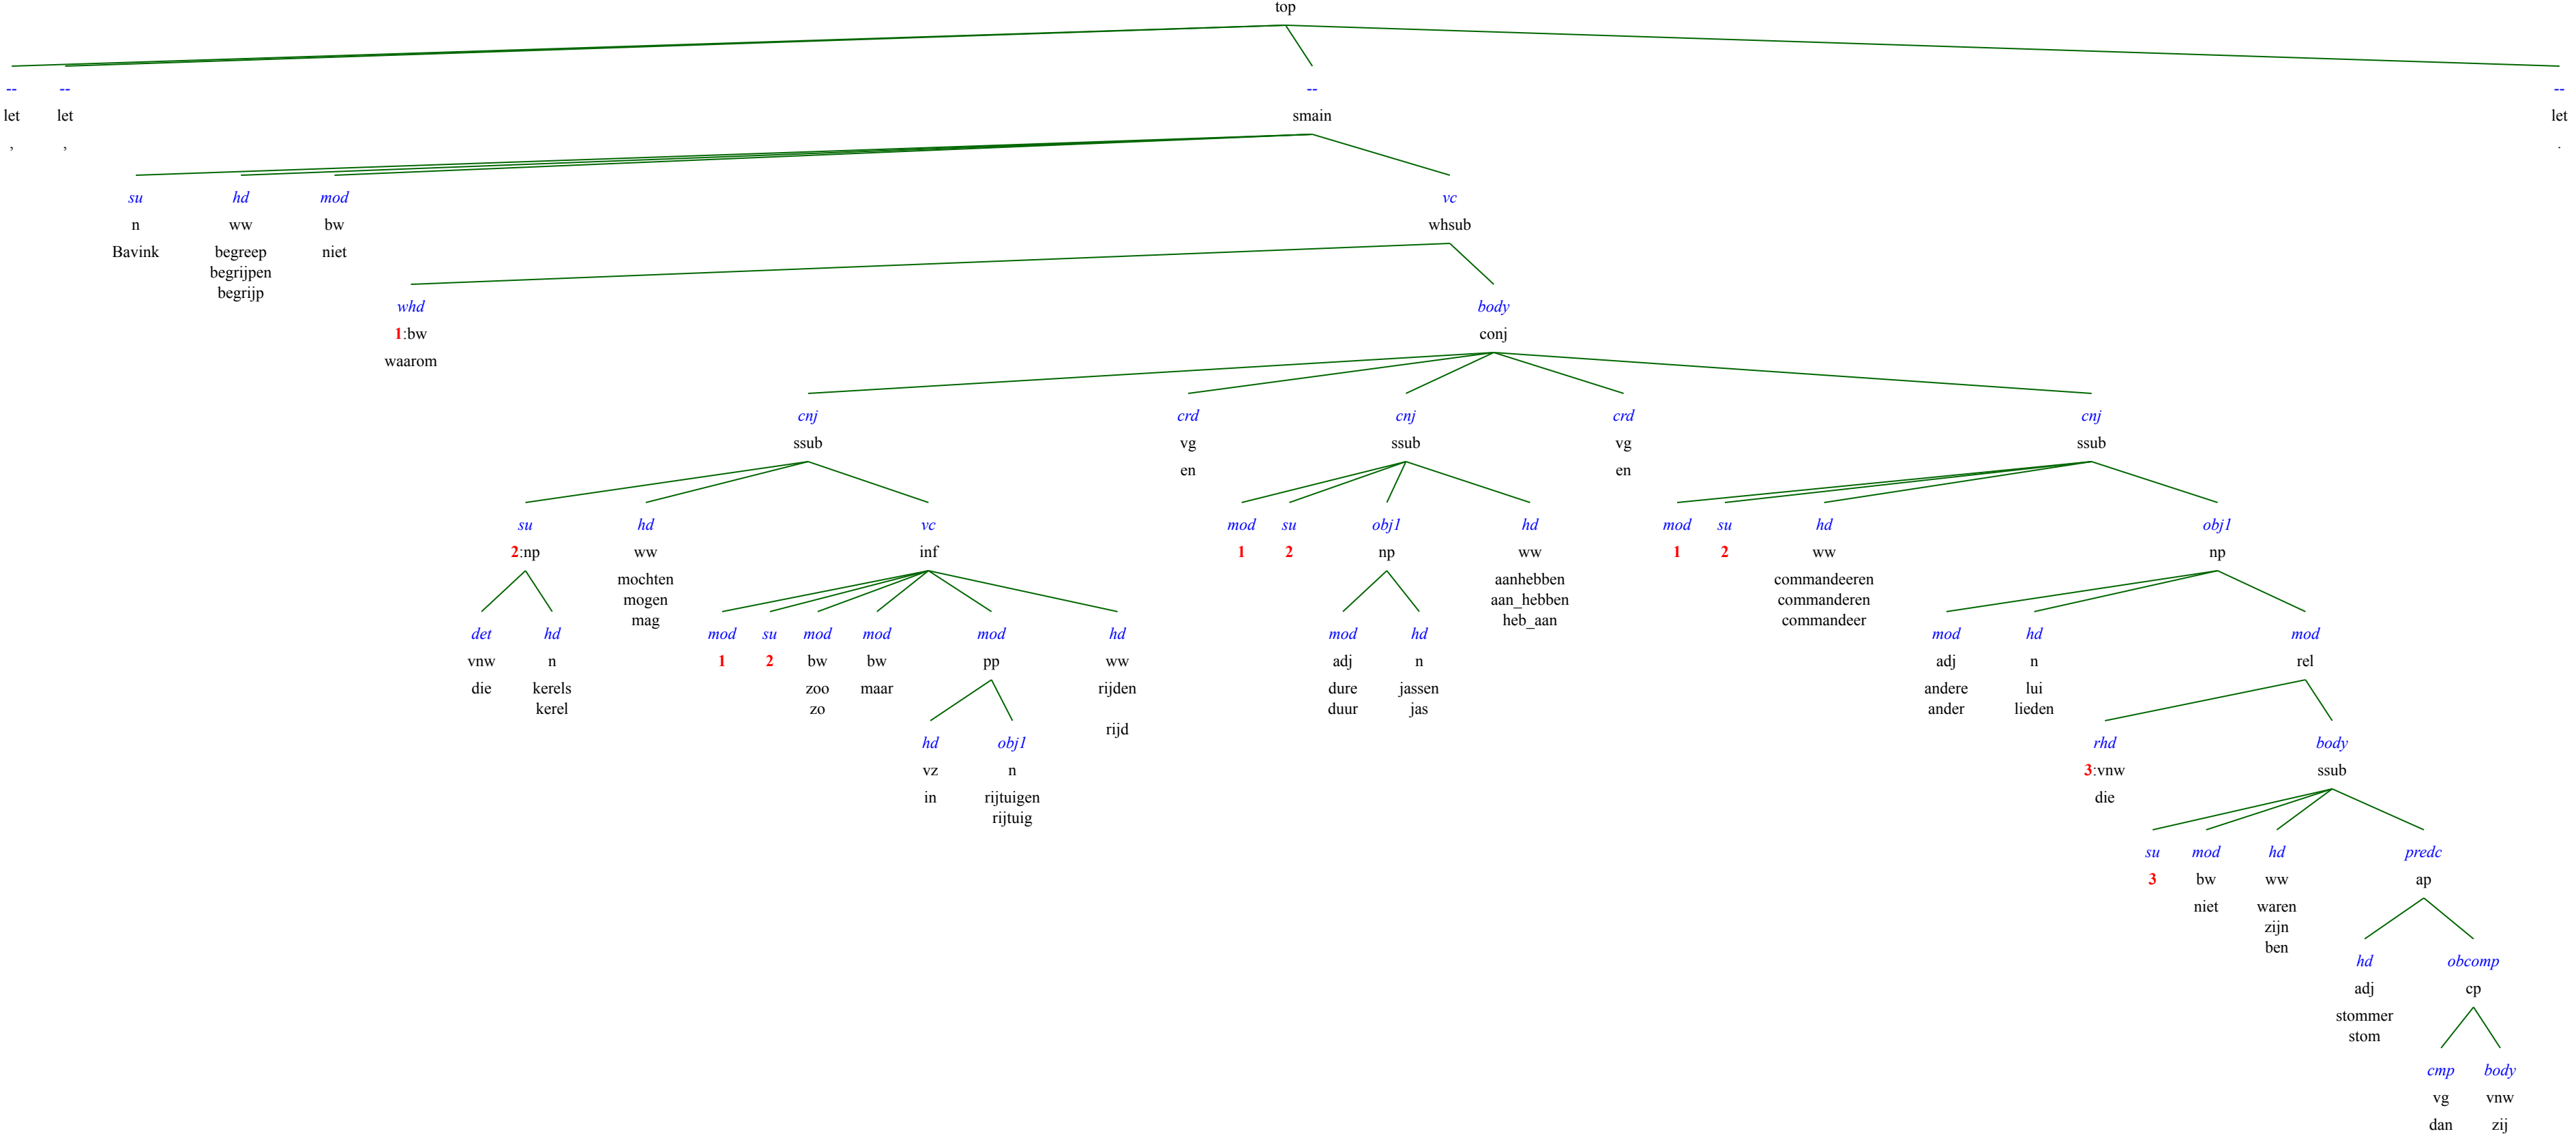 top
-- -- -- --
let let smain let
, , .
su hd mod vc
n ww bw whsub
Bavink begreep niet
begrijpen
begrijp
whd body
1:bw conj
waarom
cnj crd cnj crd cnj
ssub vg ssub vg ssub
en en
su hd vc mod su obj1 hd mod su hd obj1
2:np ww inf 1 2 np ww 1 2 ww np
mochten aanhebben commandeeren
mogen aan_hebben commanderen
mag heb_aan commandeer
det hd mod su mod mod mod hd mod hd mod hd mod
vnw n 1 2 bw bw pp ww adj n adj n rel
die kerels zoo maar rijden dure jassen andere lui
kerel zo duur jas ander lieden
rijd
hd obj1 rhd body
vz n 3:vnw ssub
in rijtuigen die
rijtuig
su mod hd predc
3 bw ww ap
niet waren
zijn
ben
hd obcomp
adj cp
stommer
stom
cmp body
vg vnw
dan zij